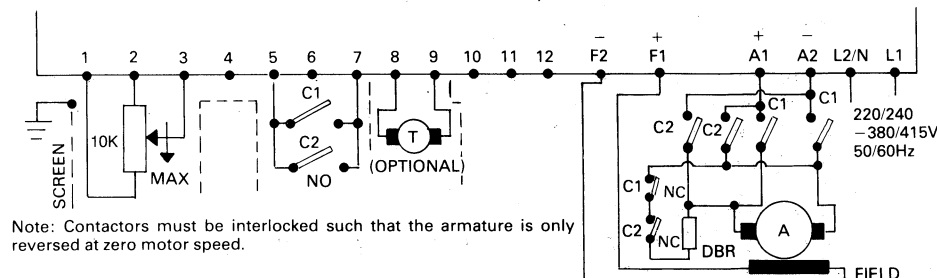 − + + −
1 2 3 4 5 6 7 8 9 10 11 12 F2 F1 A1 A2 L2/N L1
C1 C1 C1
220/240
−380/415V
50/60Hz
10K C2 C2 C2
T
(OPTIONAL)
SCREEN
MAX
NO
C1 NC
Note: Contactors must be interlocked such that the armature is only
reversed at zero motor speed.
C2 NC DBR A
FIELD